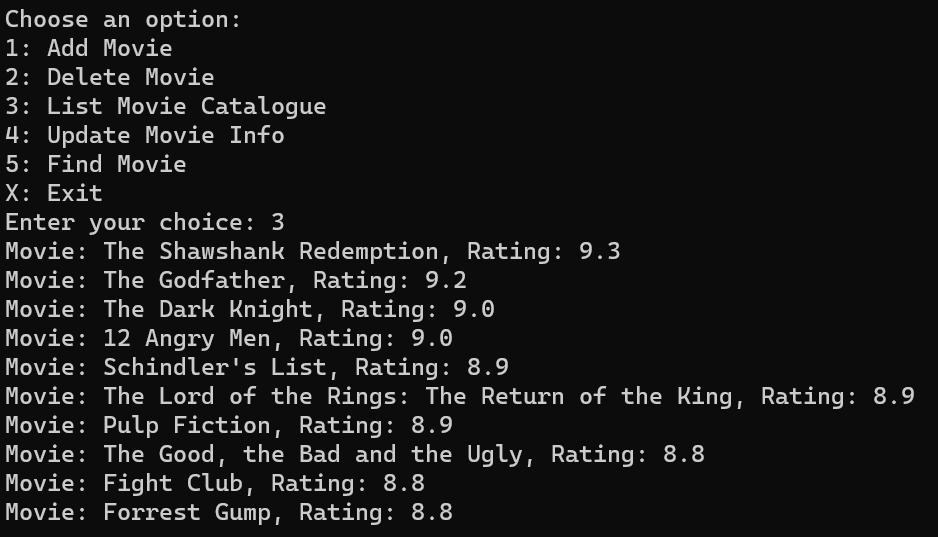 Choose an option:
1: Add Movie
2: Delete Movie
3: List Movie Catalogue
4: Update Movie Info
5: Find Movie
X: Exit
Enter your choice: 3
Movie: The Shawshank Redemption, Rating: 9.3
Movie: The Godfather, Rating: 9.2
Movie: The Dark Knight, Rating: 9.0
Movie: 12 Angry Men, Rating: 9.0
Movie: Schindler's List, Rating: 8.9
Movie: The Lord of the Rings: The Return of the King, Rating: 8.9
Movie: Pulp Fiction, Rating: 8.9
Movie: The Good, the Bad and the Ugly, Rating: 8.8
Movie: Fight Club, Rating: 8.8
Movie: Forrest Gump, Rating: 8.8